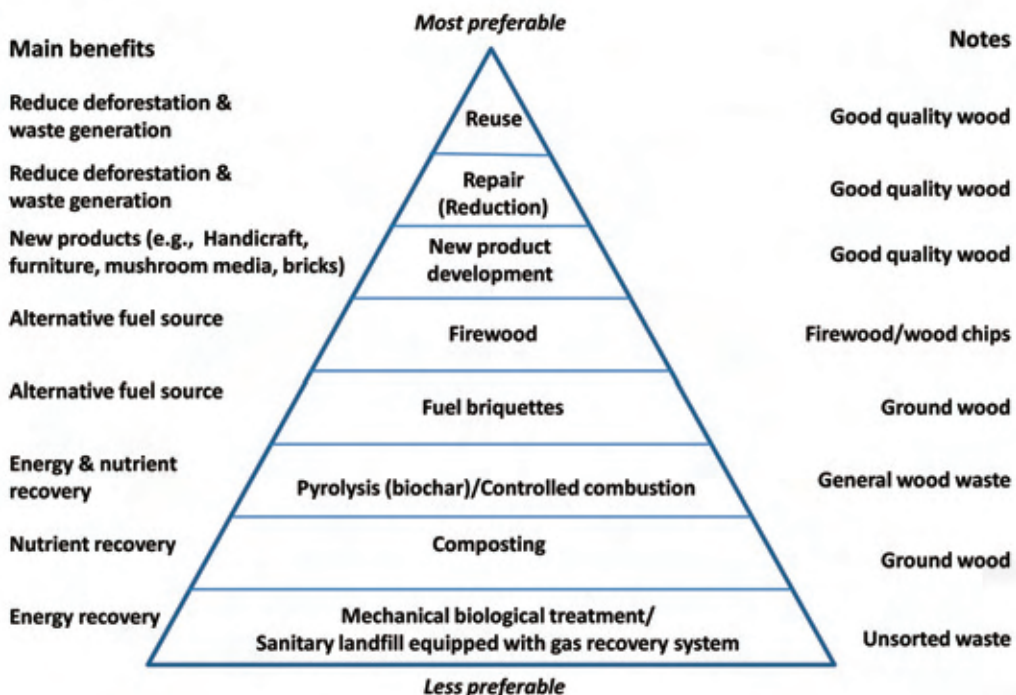 Most preferable
Main benefits
Notes
Reduce deforestation &
waste generation
Reuse
Good quality wood
Reduce deforestation &
waste generation
Repair
(Reduction)
Good quality wood
New products (e.g., Handicraft,
furniture, mushroom media, bricks)
New product
development
Good quality wood
Alternative fuel source
Firewood
Firewood/wood chips
Alternative fuel source
Fuel briquettes
Ground wood
Energy & nutrient
recovery
Pyrolysis (biochar)/Controlled combustion
General wood waste
Nutrient recovery
Composting
Ground wood
Energy recovery
Mechanical biological treatment/
Sanitary landfill equipped with gas recovery system
Unsorted waste
Less preferable